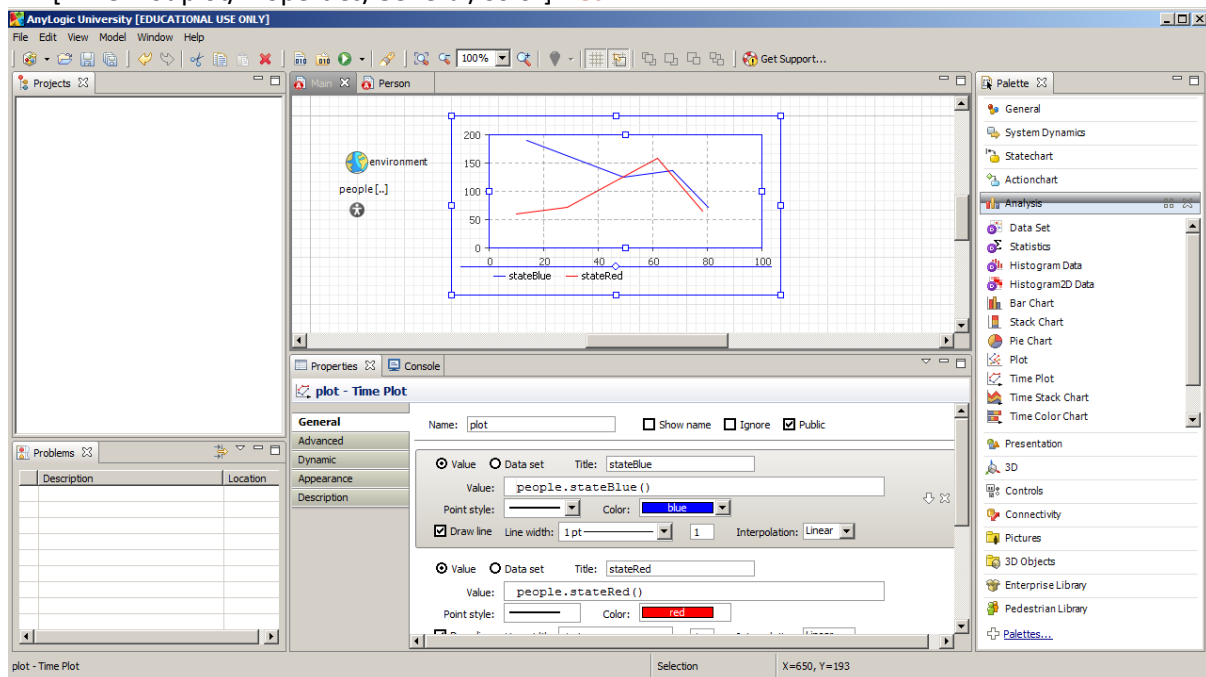 AnyLogic University [EDUCATIONAL USE ONLY]
File Edit View Model Window Help
100%
Get Support...
Projects
Main
Person
environment
people [..]
200
150
100
50
0
0 20 40 60 80 100
stateBlue stateRed
Properties Console
plot - Time Plot
General
Advanced
Dynamic
Appearance
Description
Name: plot Show name Ignore Public
Value Data set Title: stateBlue
Value: people.stateBlue()
Point style: Color: blue
Draw line Line width: 1 pt 1 Interpolation: Linear
Value Data set Title: stateRed
Value: people.stateRed()
Point style: Color: red
Problems
Description Location
Palette
General
System Dynamics
Statechart
Actionchart
Analysis
Data Set
Statistics
Histogram Data
Histogram2D Data
Bar Chart
Stack Chart
Pie Chart
Plot
Time Plot
Time Stack Chart
Time Color Chart
Presentation
3D
Controls
Connectivity
Pictures
3D Objects
Enterprise Library
Pedestrian Library
Palettes...
plot - Time Plot
Selection
X=650, Y=193